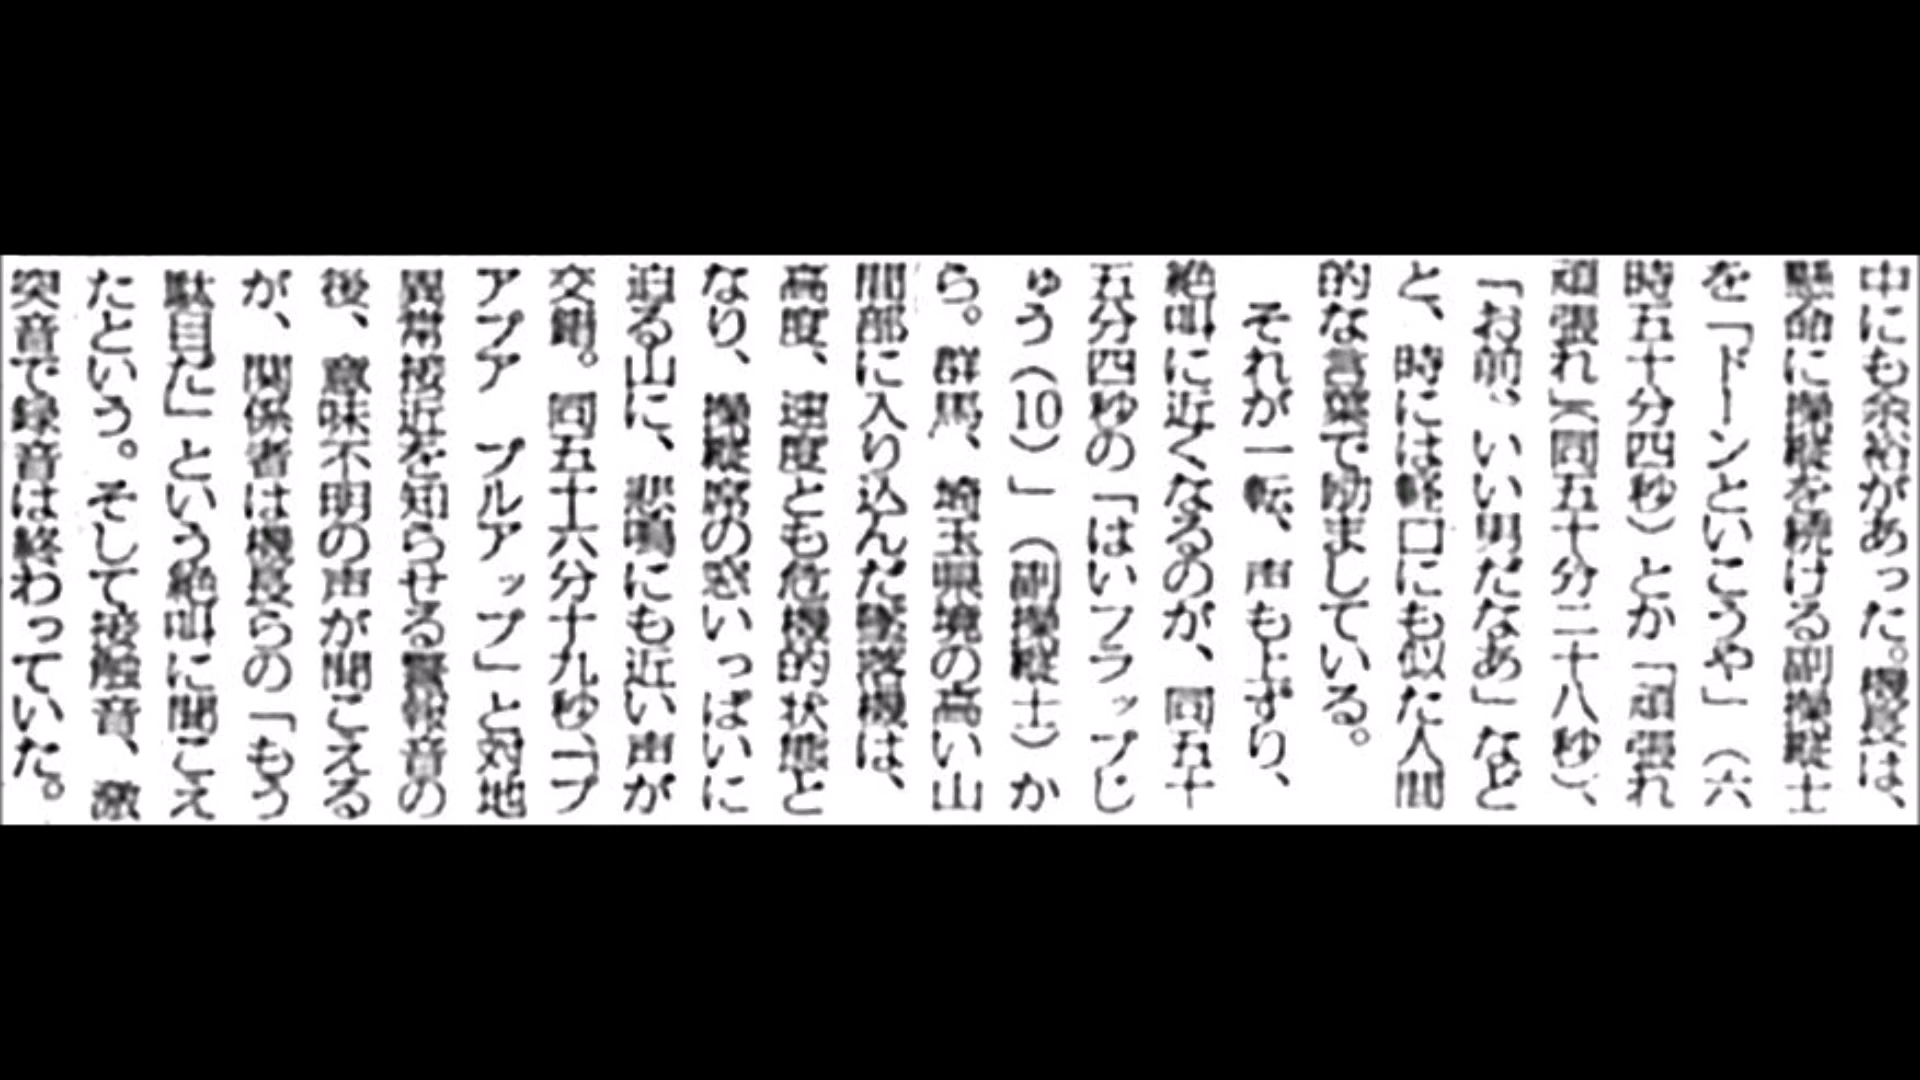 中にも余裕があった。機長は、
懸命に操縦を続ける副操縦士
を「ドーンといこうや」（六
時五十分四秒）とか「頑張れ
頑張れ」（同五十分二十八秒）、
「お前、いい男だなあ」など
と、時には軽口にも似た人間
的な言葉で励ましている。
それが一転、声も上ずり、
絶叫に近くなるのが、同五十
五分四秒の「はいフラップじ
ゅう（10）」（副操縦士）か
ら。群馬、埼玉県境の高い山
間部に入り込んだ墜落機は、
高度、速度とも危機的状態と
なり、操縦席の窓いっぱいに
迫る山に、悲鳴にも近い声が
交錯。同五十六分十九秒、「プ
アプア　プルアップ」と対地
異常接近を知らせる警報音の
後、意味不明の声が聞こえる
が、関係者は機長らの「もう
駄目だ」という絶叫に聞こえ
たという。そして接触音、激
突音で録音は終わっていた。